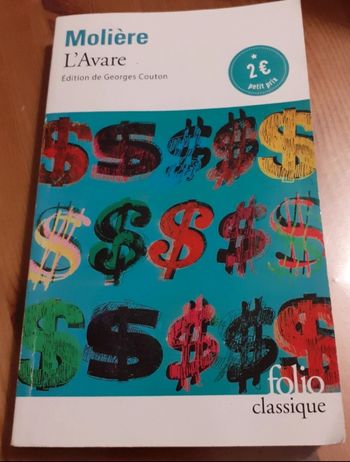 Molière
L'Avare
Édition de Georges Couton
2 €
petit prix
folio
classique